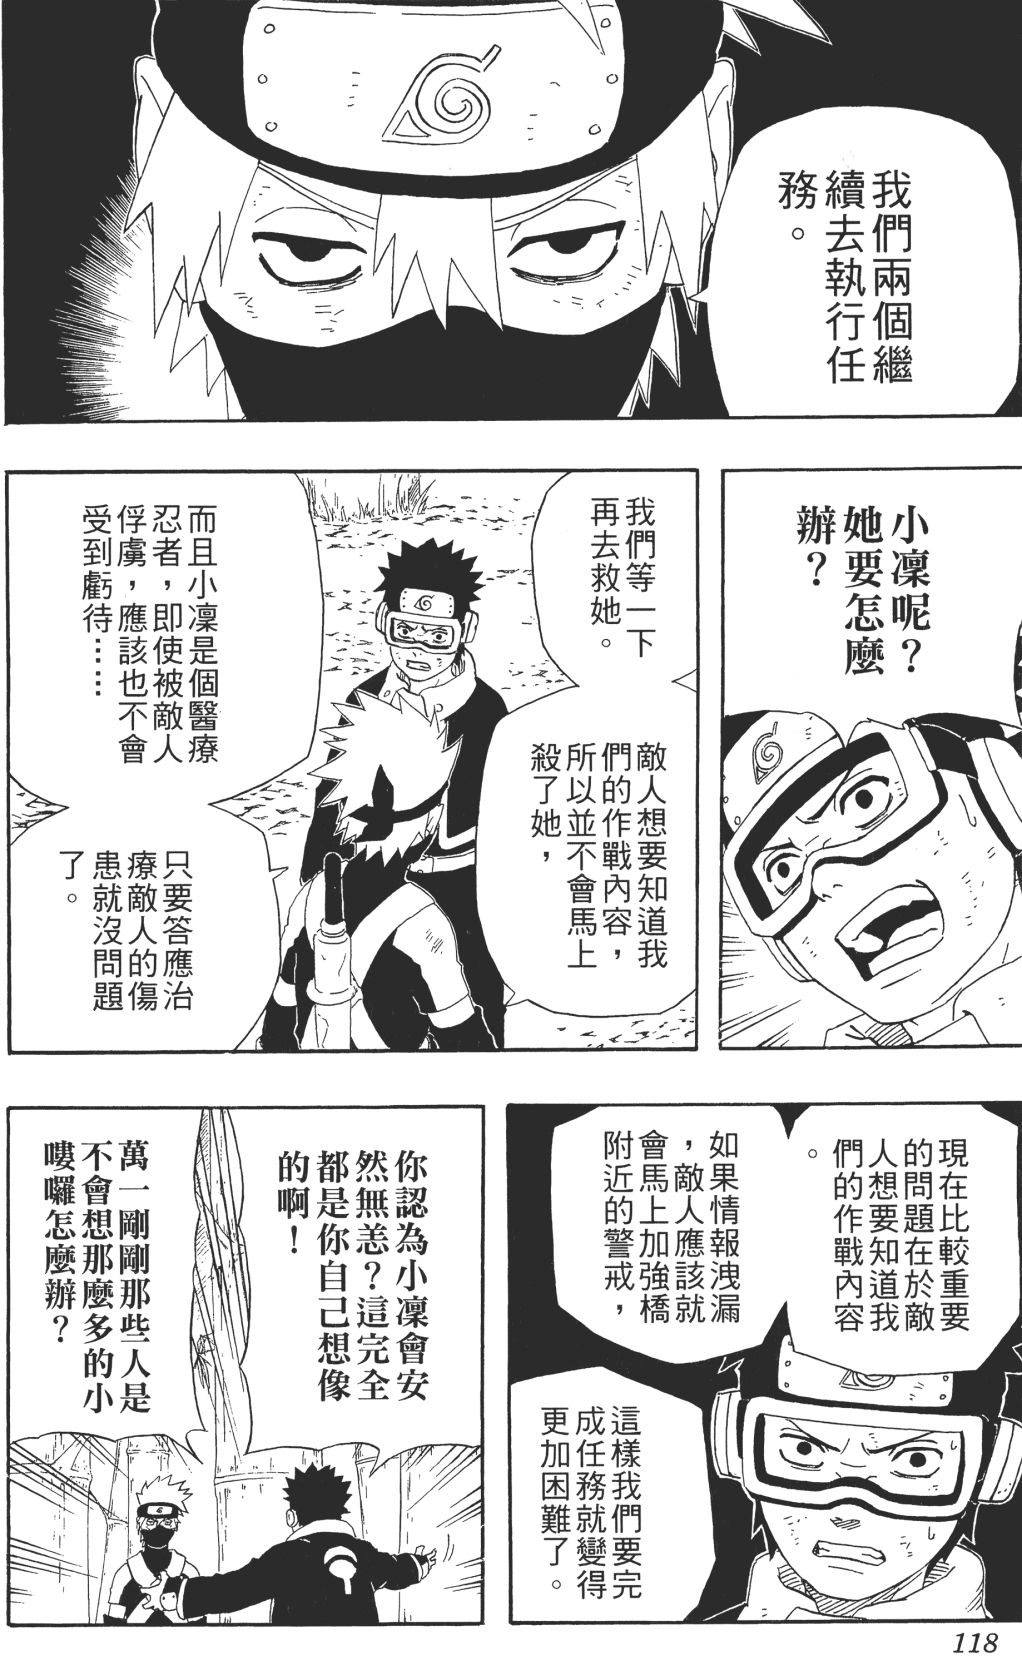 我們兩個繼
續去執行任
務。
小凜呢？
她要怎麼
辦？
我們等一下
再去救她。
敵人想要知道我
們的作戰內容，
所以並不會馬上
殺了她，
而且小凜是個醫療
忍者，即使被敵人
俘虜，應該也不會
受到虧待……
只要答應治
療敵人的傷
患就沒問題
了。
現在比較重要
的問題在於敵
人想要知道我
們的作戰內容
。
如果情報洩漏
，敵人應該就
會馬上加強橋
附近的警戒，
這樣我們要完
成任務就變得
更加困難了。
你認為小凜會安
然無恙？這完全
都是你自己想像
的啊！
萬一剛剛那些人是
不會想那麼多的小
嘍囉怎麼辦？
118